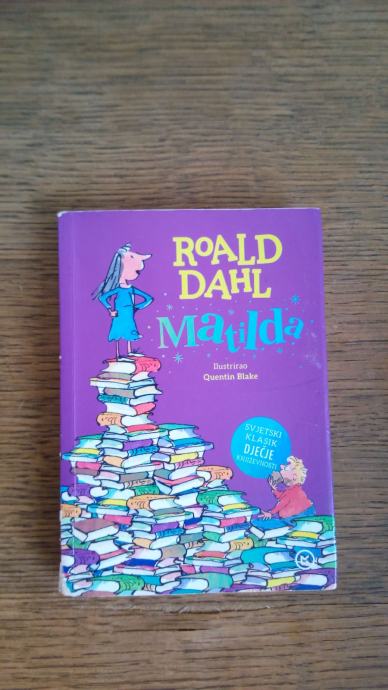 ROALD
DAHL
Matilda
Ilustrirao
Quentin Blake
SVJETSKI
KLASIK
DJEČJE
KNJIŽEVNOSTI